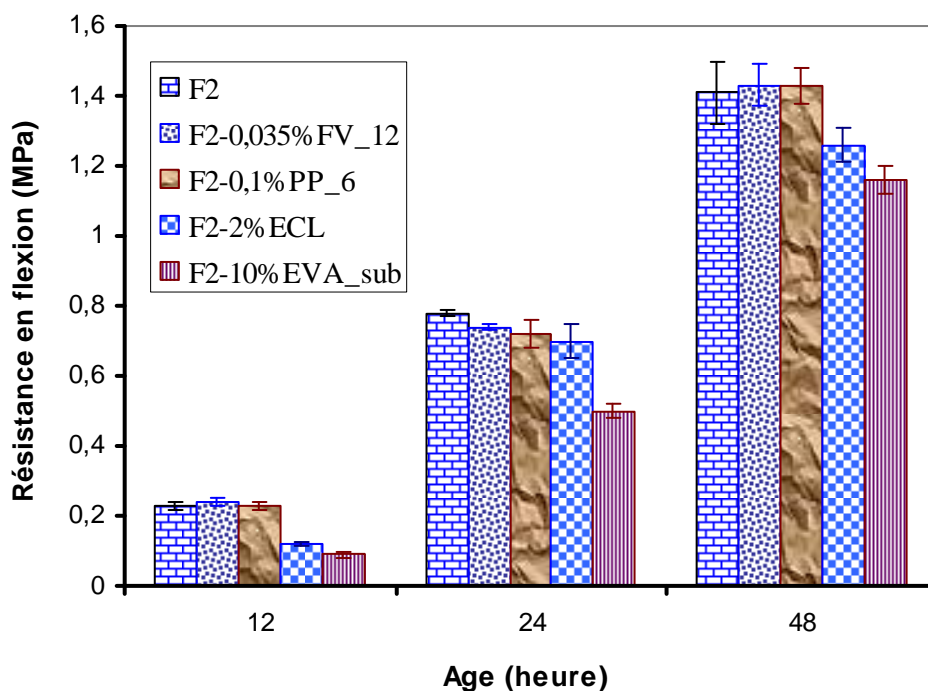 Résistance en flexion (MPa)
1,6
1,4
1,2
1
0,8
0,6
0,4
0,2
0
F2
F2-0,035% FV_12
F2-0,1% PP_6
F2-2% ECL
F2-10% EVA_sub
12 24 48
Age (heure)